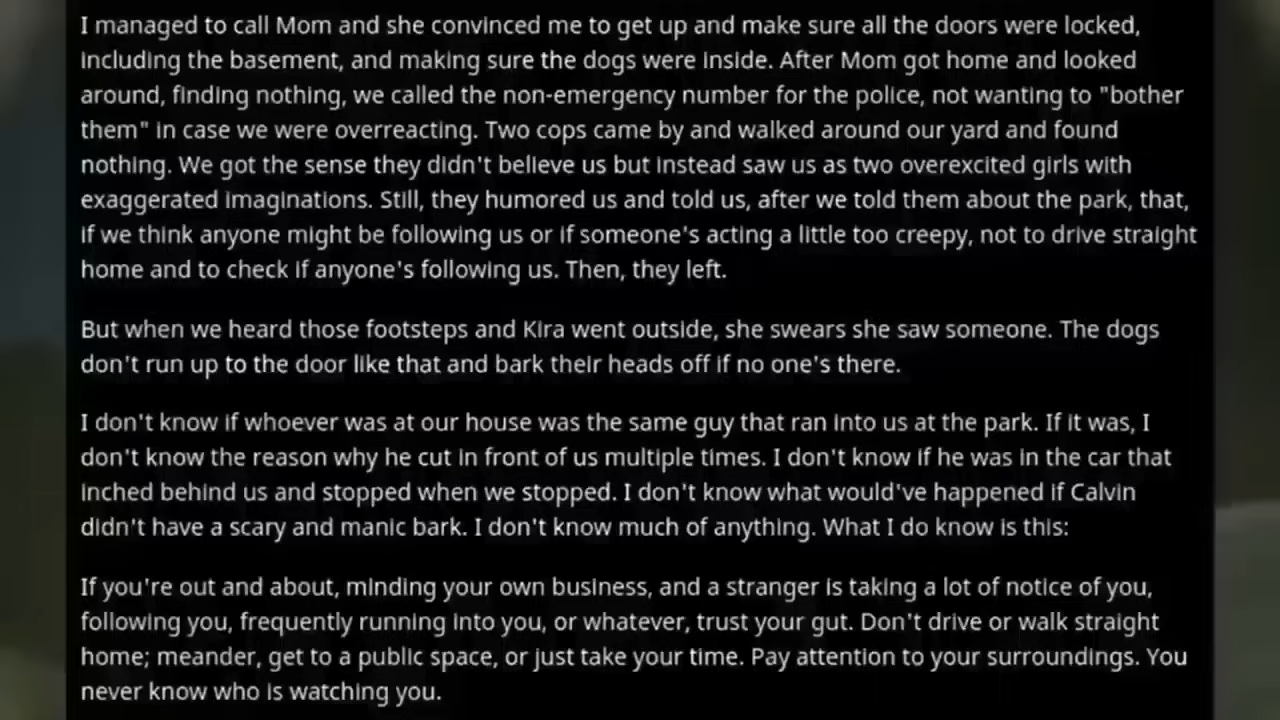 I managed to call Mom and she convinced me to get up and make sure all the doors were locked,
including the basement, and making sure the dogs were inside. After Mom got home and looked
around, finding nothing, we called the non-emergency number for the police, not wanting to "bother
them" in case we were overreacting. Two cops came by and walked around our yard and found
nothing. We got the sense they didn't believe us but instead saw us as two overexcited girls with
exaggerated imaginations. Still, they humored us and told us, after we told them about the park, that,
if we think anyone might be following us or if someone's acting a little too creepy, not to drive straight
home and to check if anyone's following us. Then, they left.
But when we heard those footsteps and Kira went outside, she swears she saw someone. The dogs
don't run up to the door like that and bark their heads off if no one's there.
I don't know if whoever was at our house was the same guy that ran into us at the park. If it was, I
don't know the reason why he cut in front of us multiple times. I don't know if he was in the car that
inched behind us and stopped when we stopped. I don't know what would've happened if Calvin
didn't have a scary and manic bark. I don't know much of anything. What I do know is this:
If you're out and about, minding your own business, and a stranger is taking a lot of notice of you,
following you, frequently running into you, or whatever, trust your gut. Don't drive or walk straight
home; meander, get to a public space, or just take your time. Pay attention to your surroundings. You
never know who is watching you.